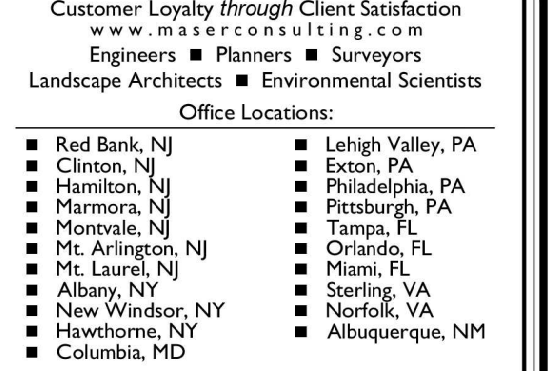 Customer Loyalty through Client Satisfaction
www.maserconsulting.com
Engineers ■ Planners ■ Surveyors
Landscape Architects ■ Environmental Scientists
Office Locations:
■ Red Bank, NJ
■ Clinton, NJ
■ Hamilton, NJ
■ Marmora, NJ
■ Montvale, NJ
■ Mt. Arlington, NJ
■ Mt. Laurel, NJ
■ Albany, NY
■ New Windsor, NY
■ Hawthorne, NY
■ Columbia, MD
■ Lehigh Valley, PA
■ Exton, PA
■ Philadelphia, PA
■ Pittsburgh, PA
■ Tampa, FL
■ Orlando, FL
■ Miami, FL
■ Sterling, VA
■ Norfolk, VA
■ Albuquerque, NM